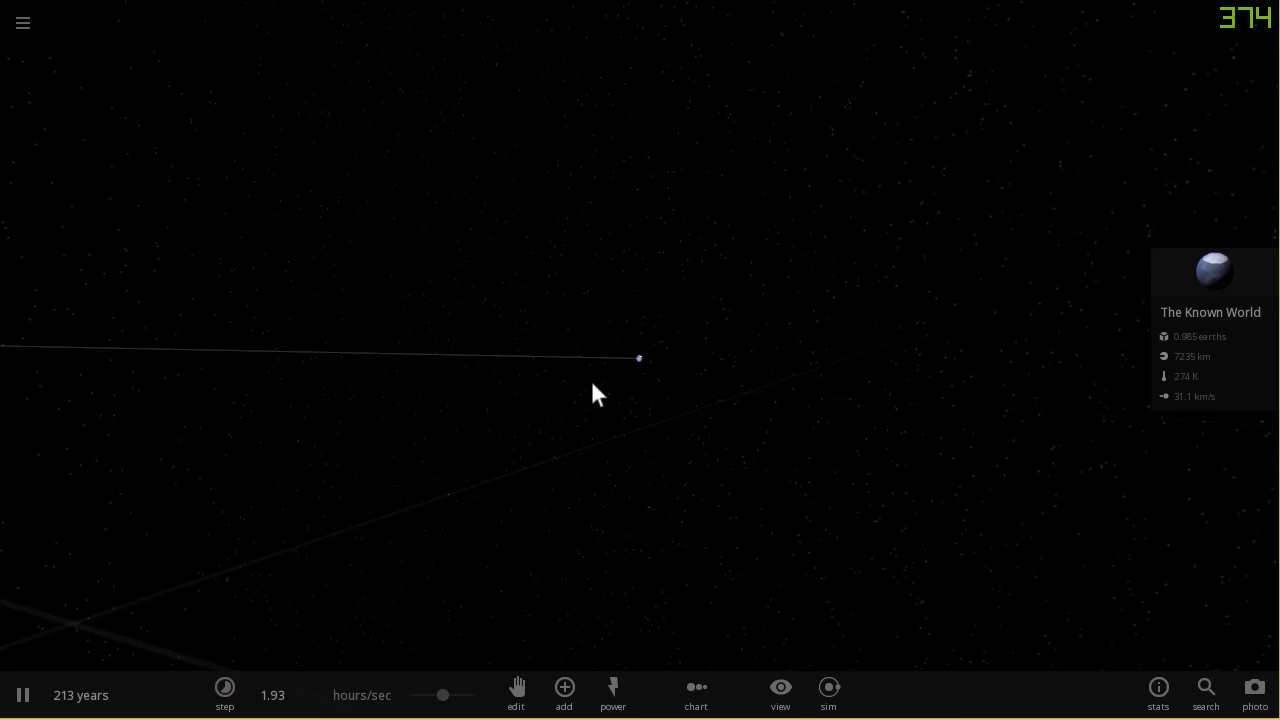 374
The Known World
0.985 earths
7235 km
274 K
31.1 km/s
213 years
step
1.93
hours/sec
edit
add
power
chart
view
sim
stats
search
photo